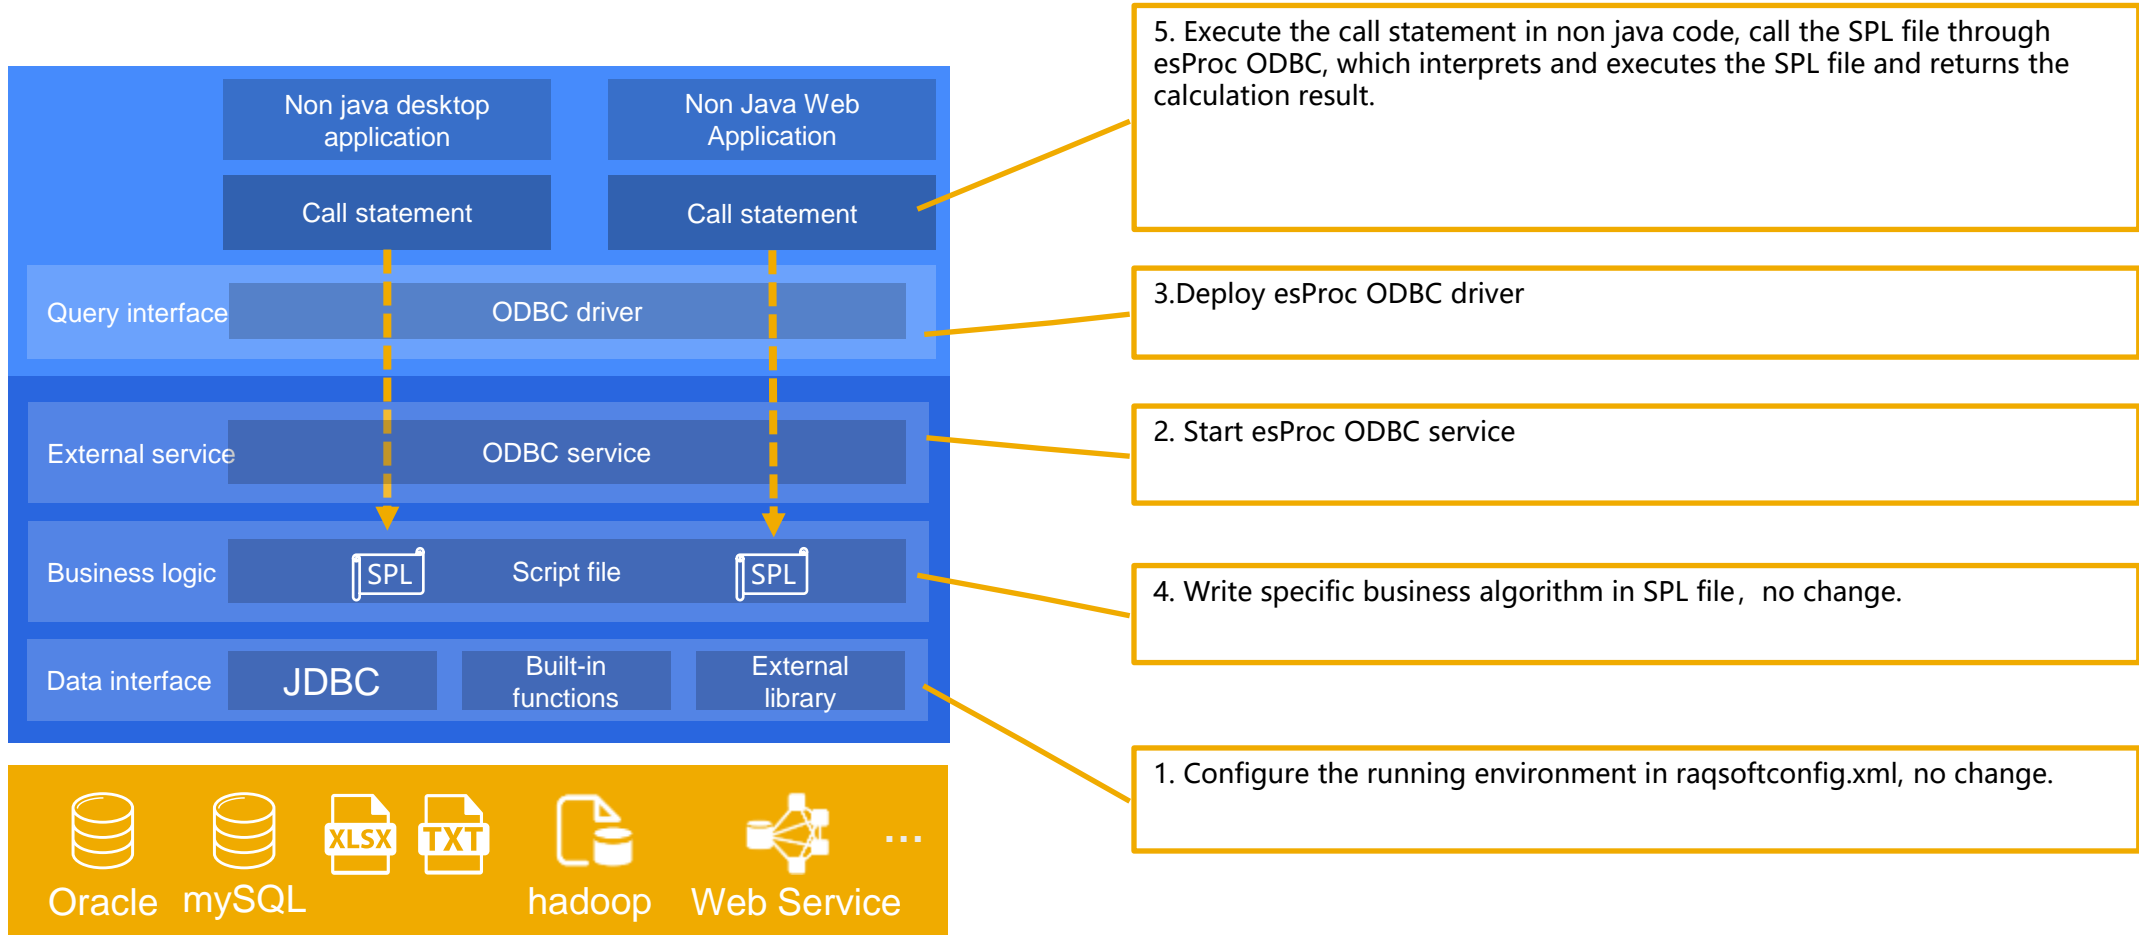 Non java desktop
application
Non Java Web
Application
Call statement
Call statement
Query interface
ODBC driver
External service
ODBC service
Business logic
SPL
Script file
SPL
Data interface
JDBC
Built-in
functions
External
library
XLSX
TXT
...
Oracle
mySQL
hadoop
Web Service
5. Execute the call statement in non java code, call the SPL file through
esProc ODBC, which interprets and executes the SPL file and returns the
calculation result.
3.Deploy esProc ODBC driver
2. Start esProc ODBC service
4. Write specific business algorithm in SPL file，no change.
1. Configure the running environment in raqsoftconfig.xml, no change.